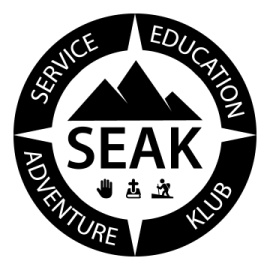 SERVICE
EDUCATION
SEAK
ADVENTURE
KLUB